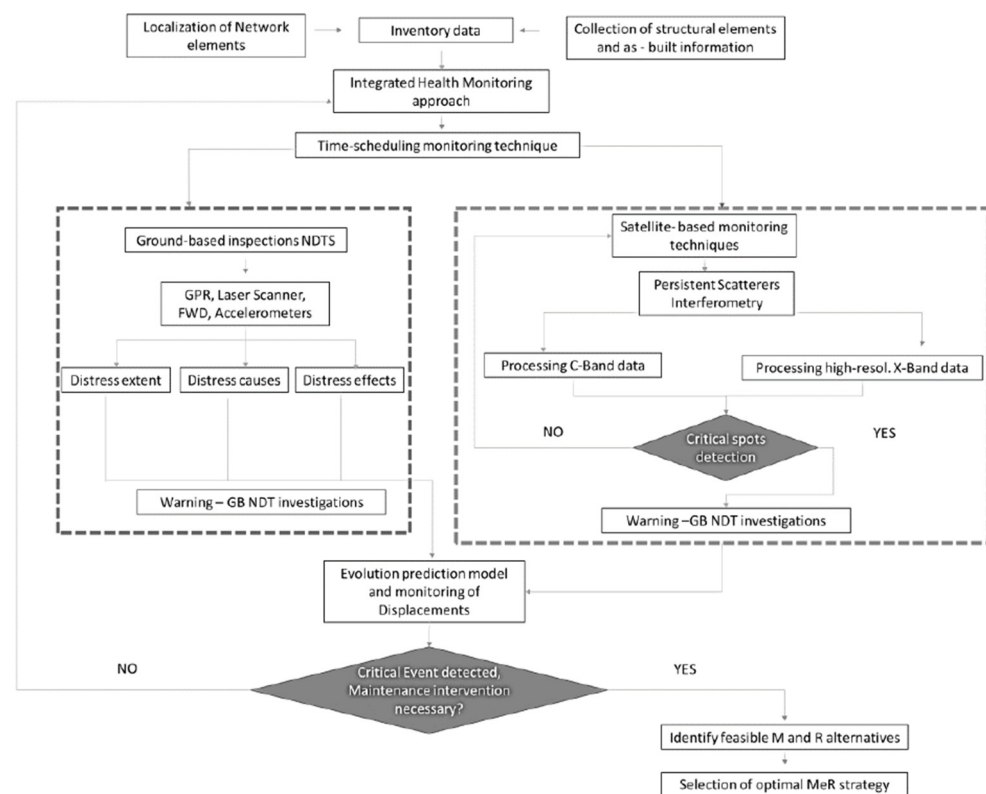 Localization of Network
elements
Inventory data
Collection of structural elements
and as - built information
Integrated Health Monitoring
approach
Time-scheduling monitoring technique
Ground-based inspections NDTS
GPR, Laser Scanner,
FWD, Accelerometers
Distress extent
Distress causes
Distress effects
Warning – GB NDT investigations
Satellite- based monitoring
techniques
Persistent Scatterers
Interferometry
Processing C-Band data
Processing high-resol. X-Band data
NO
Critical spots
detection
YES
Warning –GB NDT investigations
Evolution prediction model
and monitoring of
Displacements
NO
Critical Event detected,
Maintenance intervention
necessary?
YES
Identify feasible M and R alternatives
Selection of optimal MeR strategy